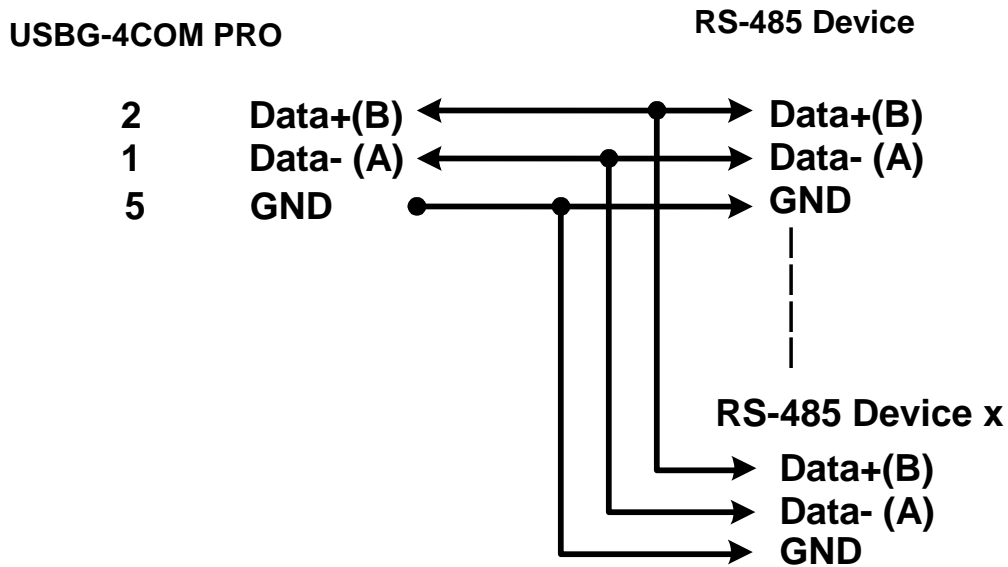 USBG-4COM PRO
RS-485 Device
2 Data+(B) Data+(B)
1 Data- (A) Data- (A)
5 GND GND
RS-485 Device x
Data+(B)
Data- (A)
GND